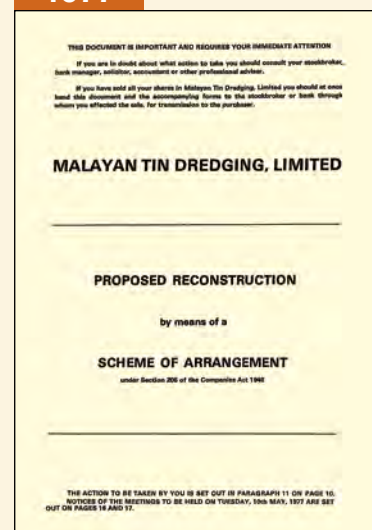 1977
THIS DOCUMENT IS IMPORTANT AND REQUIRES YOUR IMMEDIATE ATTENTION
If you are in doubt about what action to take you should consult your stockbroker,
bank manager, solicitor, accountant or other professional adviser.
If you have sold all your shares in Malayan Tin Dredging, Limited you should at once
hand this document and the accompanying forms to the stockbroker or bank through
whom you effected the sale, for transmission to the purchaser.
MALAYAN TIN DREDGING, LIMITED
PROPOSED RECONSTRUCTION
by means of a
SCHEME OF ARRANGEMENT
under Section 206 of the Companies Act 1948
THE ACTION TO BE TAKEN BY YOU IS SET OUT IN PARAGRAPH 11 ON PAGE 10.
NOTICES OF THE MEETINGS TO BE HELD ON TUESDAY, 10th MAY, 1977 ARE SET
OUT ON PAGES 16 AND 17.